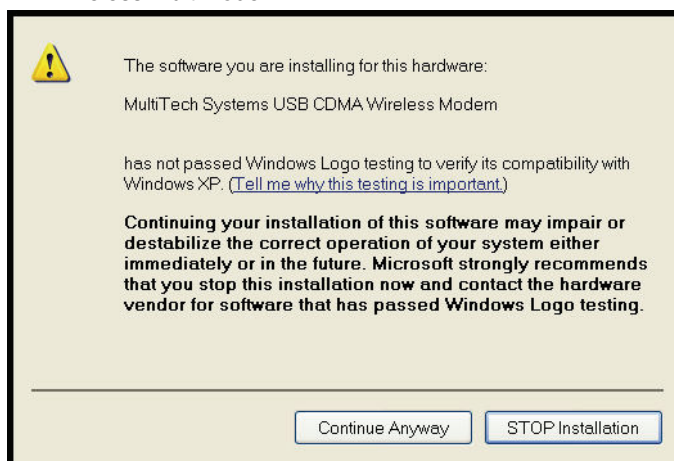 The software you are installing for this hardware:
MultiTech Systems USB CDMA Wireless Modem
has not passed Windows Logo testing to verify its compatibility with
Windows XP. (Tell me why this testing is important.)
Continuing your installation of this software may impair or
destabilize the correct operation of your system either
immediately or in the future. Microsoft strongly recommends
that you stop this installation now and contact the hardware
vendor for software that has passed Windows Logo testing.
Continue Anyway
STOP Installation